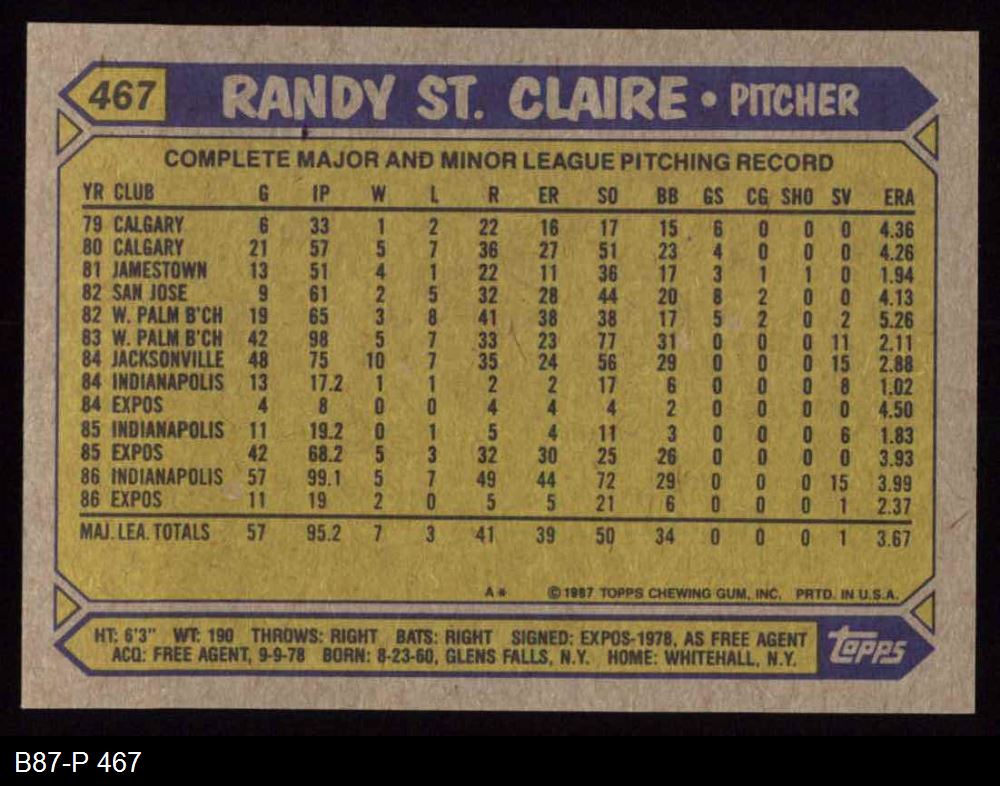 467 RANDY ST. CLAIRE • PITCHER
COMPLETE MAJOR AND MINOR LEAGUE PITCHING RECORD
YR CLUB G IP W L R ER SO BB GS CG SHO SV ERA
79 CALGARY 6 33 1 2 22 16 17 15 6 0 0 0 4.36
80 CALGARY 21 57 5 7 36 27 51 23 4 0 0 0 4.26
81 JAMESTOWN 13 51 4 1 22 11 36 17 3 1 1 0 1.94
82 SAN JOSE 9 61 2 5 32 28 44 20 8 2 0 0 4.13
82 W. PALM B'CH 19 65 3 8 41 38 38 17 5 2 0 2 5.26
83 W. PALM B'CH 42 98 5 7 33 23 77 31 0 0 0 11 2.11
84 JACKSONVILLE 48 75 10 7 35 24 56 29 0 0 0 15 2.88
84 INDIANAPOLIS 13 17.2 1 1 2 2 17 6 0 0 0 8 1.02
84 EXPOS 4 8 0 0 4 4 4 2 0 0 0 0 4.50
85 INDIANAPOLIS 11 19.2 0 1 5 4 11 3 0 0 0 6 1.83
85 EXPOS 42 68.2 5 3 32 30 25 26 0 0 0 0 3.93
86 INDIANAPOLIS 57 99.1 5 7 49 44 72 29 0 0 0 15 3.99
86 EXPOS 11 19 2 0 5 5 21 6 0 0 0 1 2.37
MAJ. LEA. TOTALS 57 95.2 7 3 41 39 50 34 0 0 0 1 3.67
A* ©1987 TOPPS CHEWING GUM, INC. PRTD. IN U.S.A.
HT: 6'3" WT: 190 THROWS: RIGHT BATS: RIGHT SIGNED: EXPOS-1978, AS FREE AGENT
ACQ: FREE AGENT, 9-9-78 BORN: 8-23-60, GLENS FALLS, N.Y. HOME: WHITEHALL, N.Y.
topps
B87-P 467